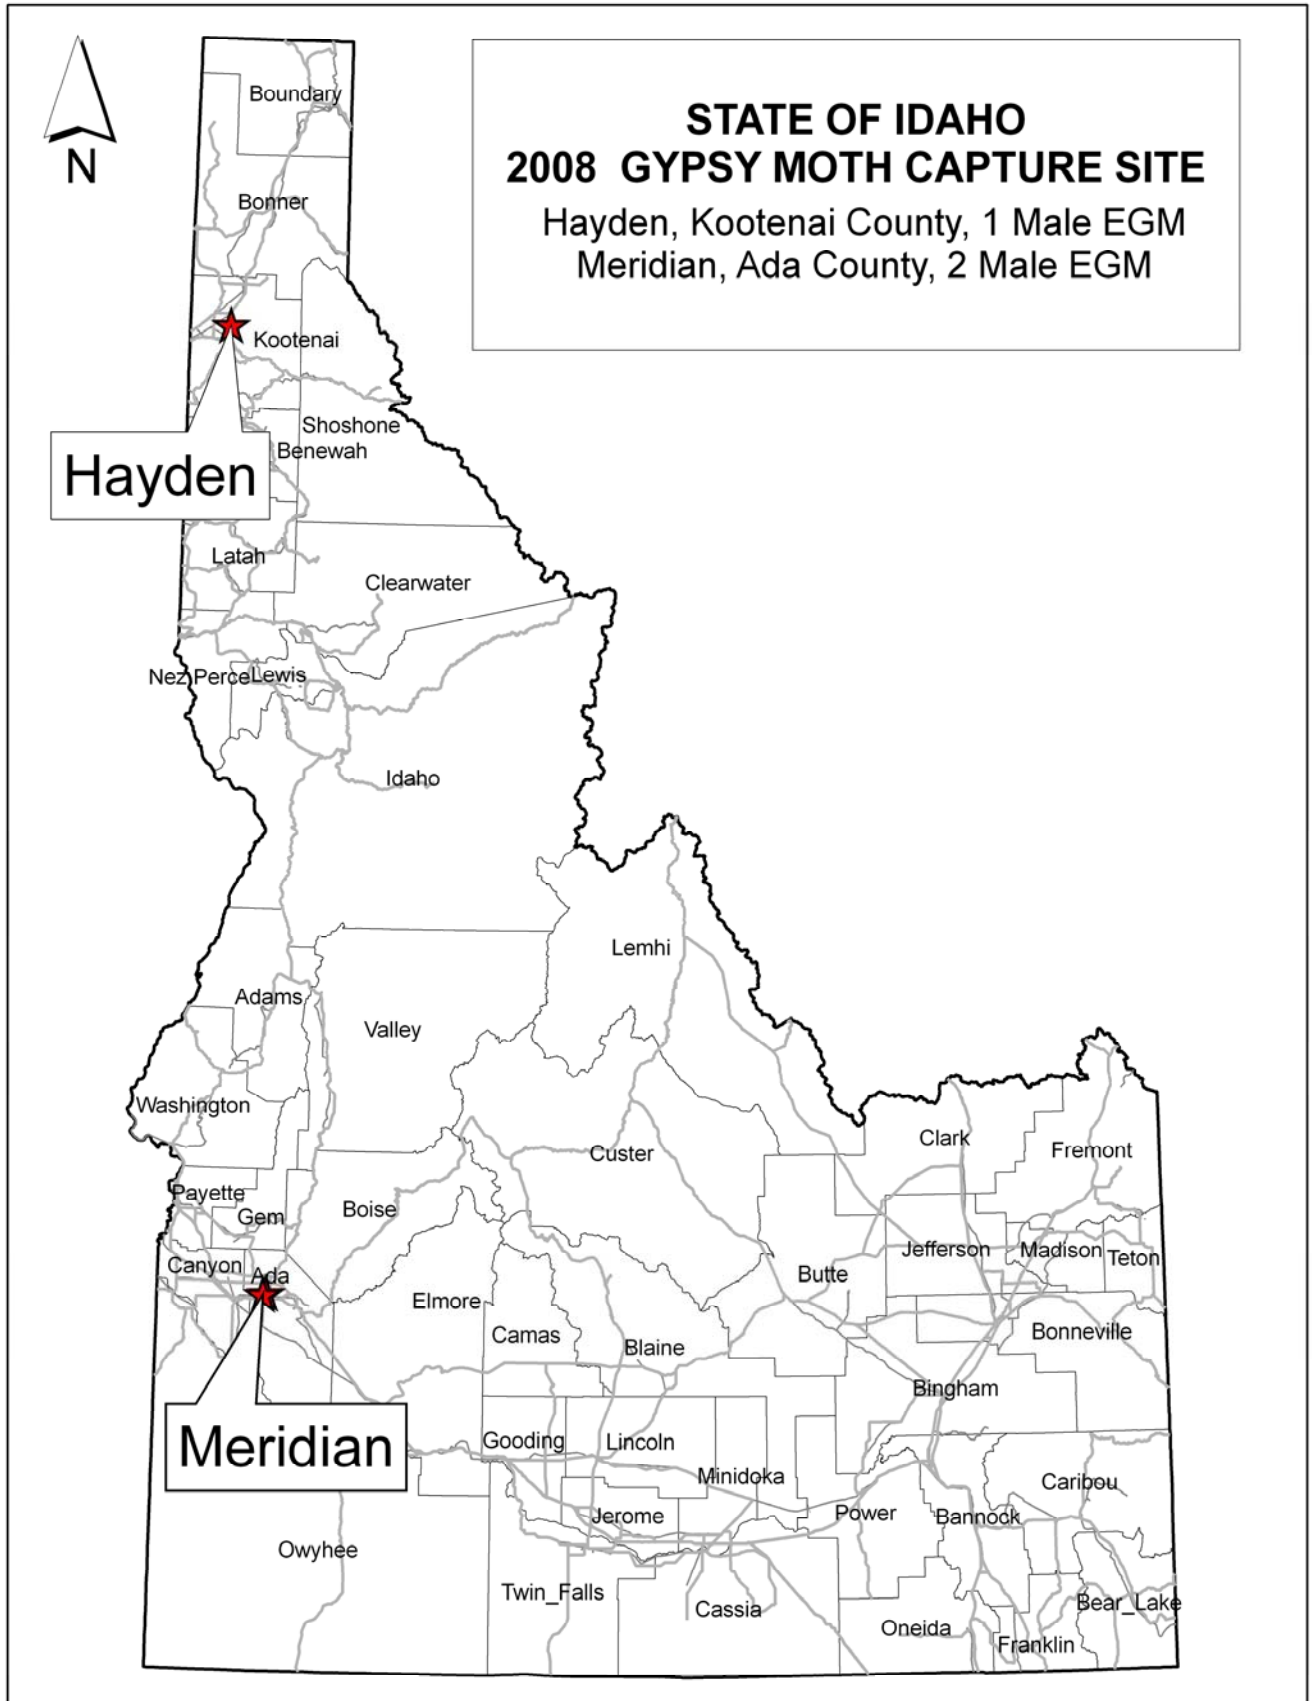 N
STATE OF IDAHO
2008 GYPSY MOTH CAPTURE SITE
Hayden, Kootenai County, 1 Male EGM
Meridian, Ada County, 2 Male EGM
Boundary
Bonner
Kootenai
Shoshone
Benewah
Hayden
Latah
Clearwater
Nez Perce
Lewis
Idaho
Lemhi
Adams
Valley
Washington
Custer
Clark
Fremont
Payette
Gem
Boise
Canyon
Ada
Jefferson
Madison
Teton
Butte
Elmore
Camas
Blaine
Bonneville
Bingham
Meridian
Gooding
Lincoln
Minidoka
Caribou
Jerome
Power
Bannock
Owyhee
Twin_Falls
Cassia
Bear_Lake
Oneida
Franklin